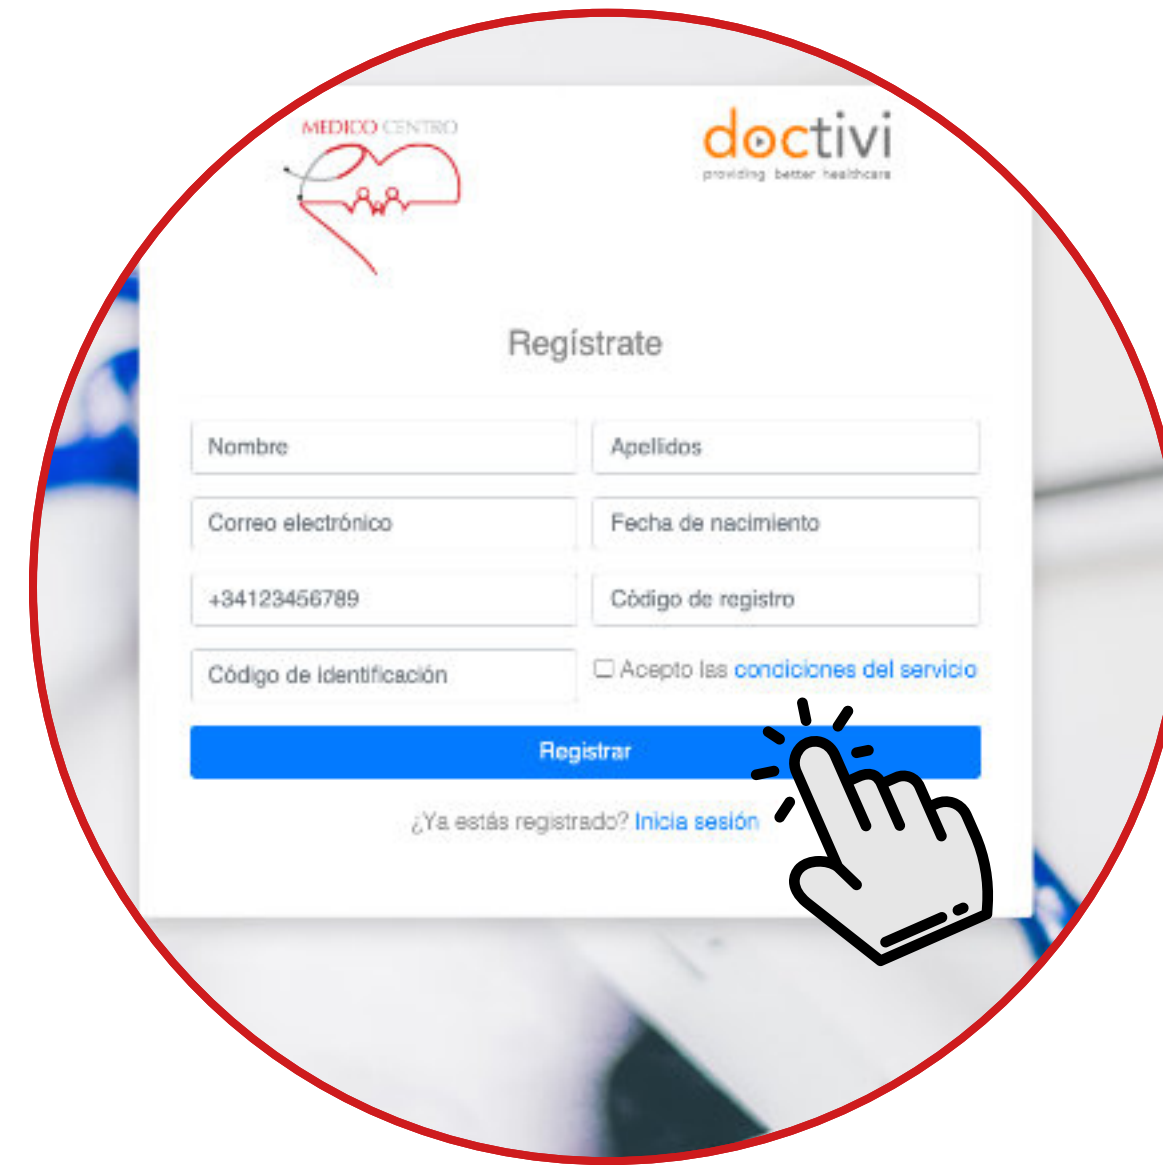 MEDICO CENTRO
doctivi
providing better healthcare
Regístrate
Nombre
Apellidos
Correo electrónico
Fecha de nacimiento
+34123456789
Código de registro
Código de identificación
Acepto las condiciones del servicio
Registrar
¿Ya estás registrado? Inicia sesión